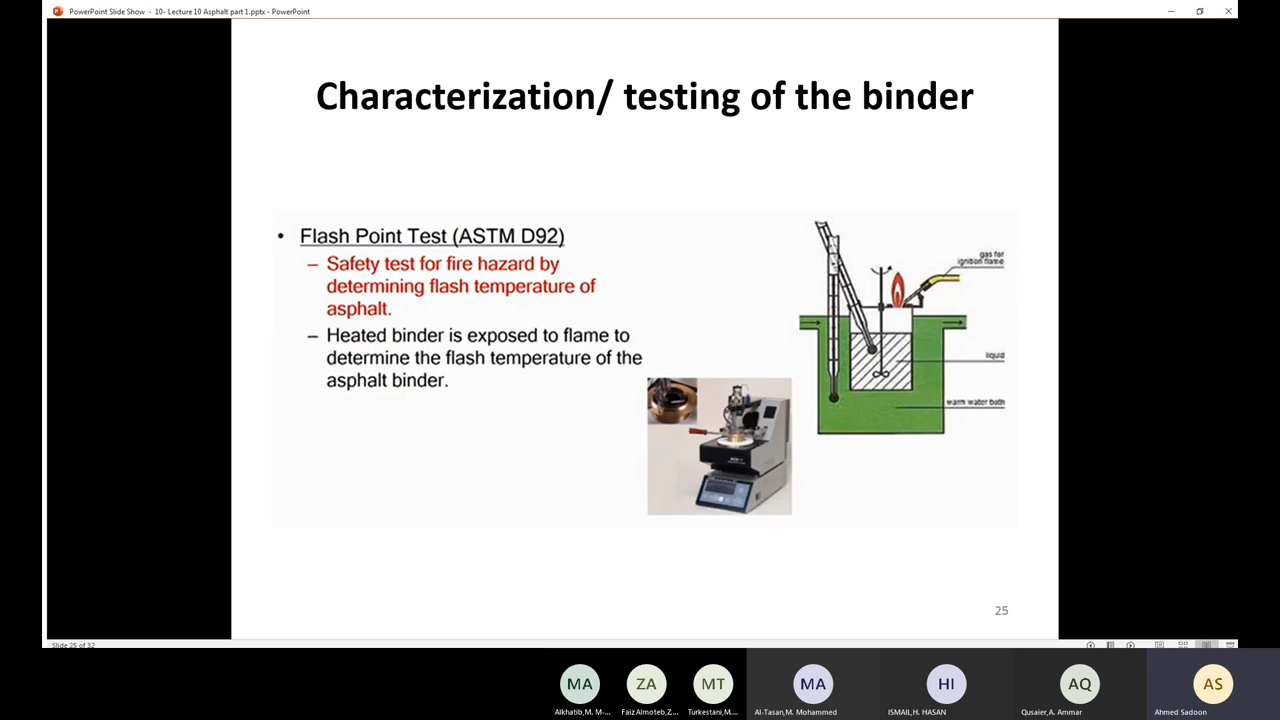 PowerPoint Slide Show - 10- Lecture 10 Asphalt part 1.pptx - PowerPoint
Characterization/ testing of the binder
• Flash Point Test (ASTM D92)
– Safety test for fire hazard by
determining flash temperature of
asphalt.
– Heated binder is exposed to flame to
determine the flash temperature of the
asphalt binder.
gas for
ignition flame
liquid
warm water bath
25
Slide 25 of 32
MA
ZA
MT
MA
HI
AQ
AS
Alkhatib,M. M-...
Faiz Almoteb,Z....
Turkestani,M....
Al-Tasan,M. Mohammed
ISMAIL,H. HASAN
Qusaier,A. Ammar
Ahmed Sadoon